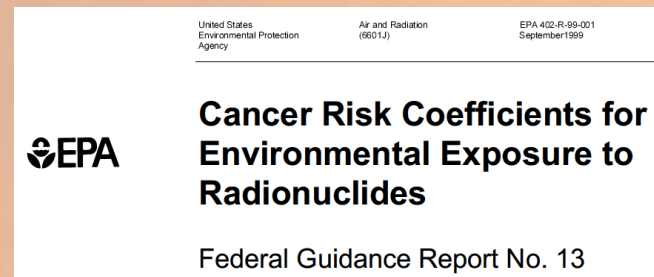 United States
Environmental Protection
Agency
Air and Radiation
(6601J)
EPA 402-R-99-001
September1999
EPA
Cancer Risk Coefficients for
Environmental Exposure to
Radionuclides
Federal Guidance Report No. 13